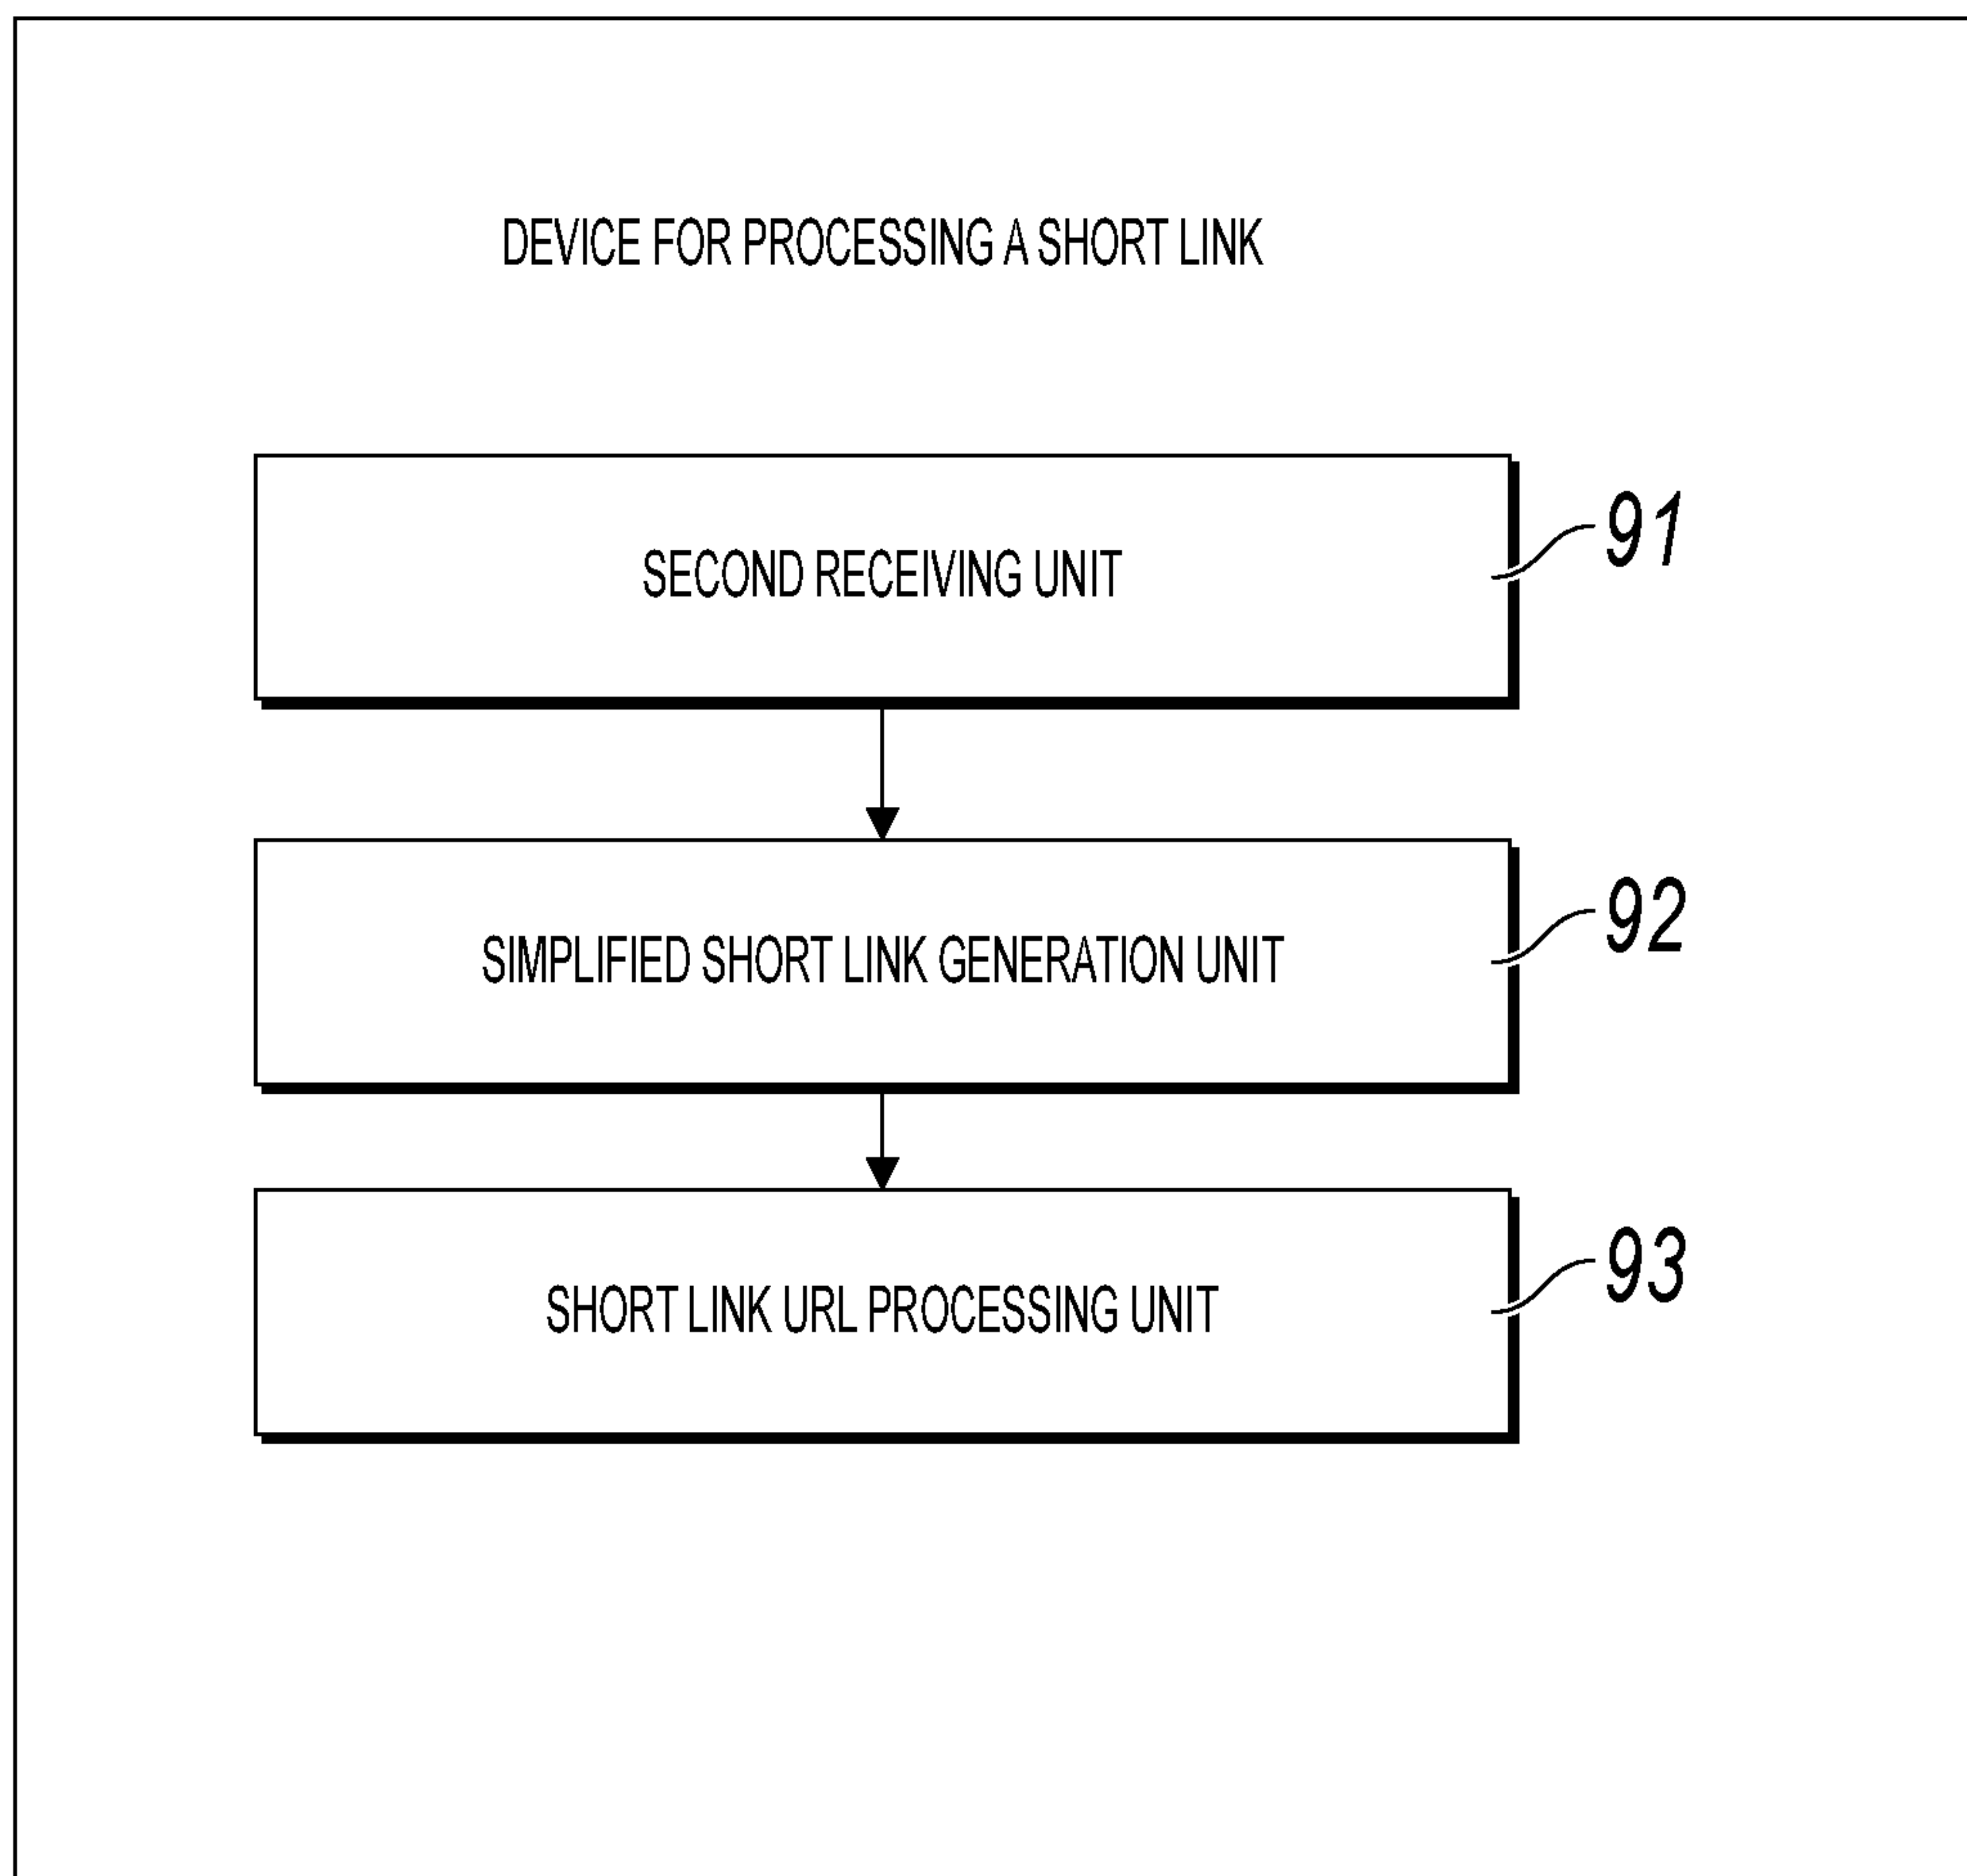 DEVICE FOR PROCESSING A SHORT LINK
SECOND RECEIVING UNIT
91
SIMPLIFIED SHORT LINK GENERATION UNIT
92
SHORT LINK URL PROCESSING UNIT
93